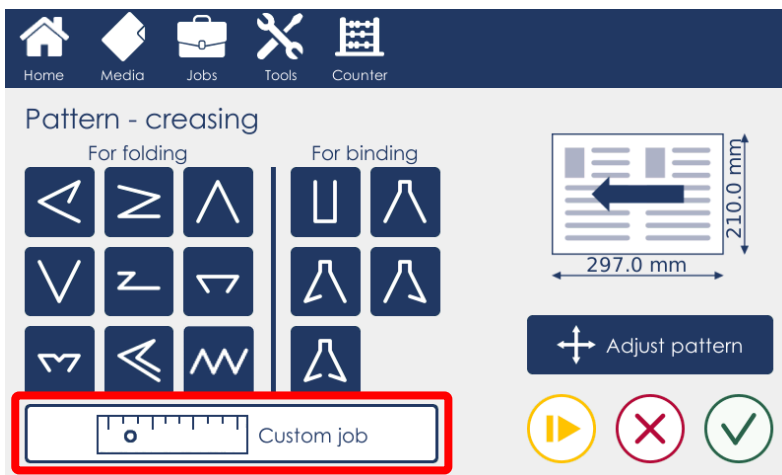 Home Media Jobs Tools Counter
Pattern - creasing
For folding For binding
210.0 mm
297.0 mm
Adjust pattern
Custom job